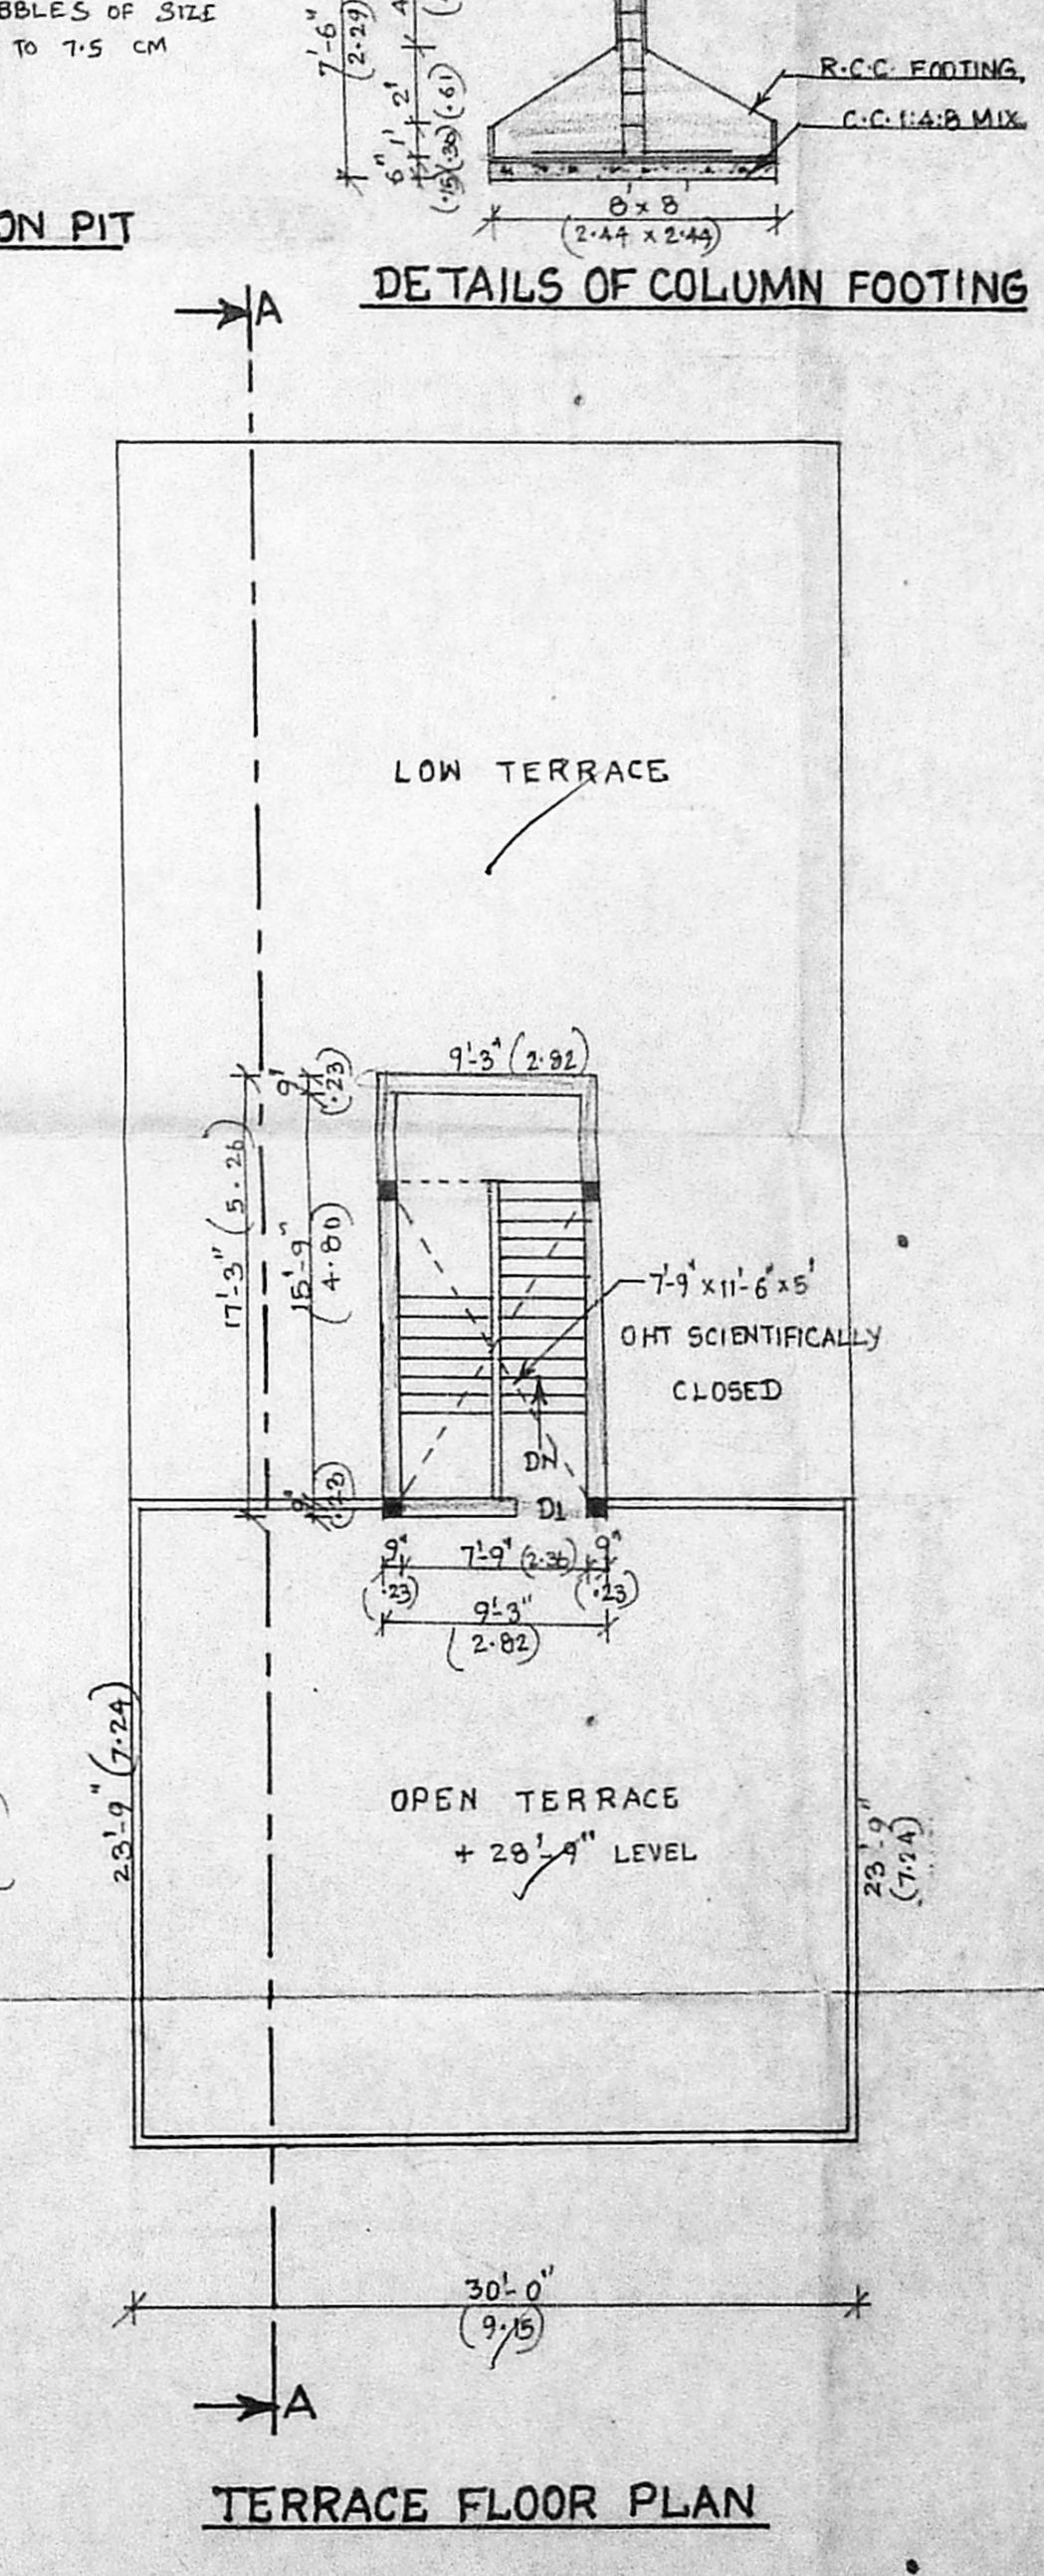 BBLES OF SIZE
TO 7.5 CM
7'-6"
(2.29)
6" 1' 2'
(.15)(.30)(.61)
R.C.C. FOOTING,
C.C. 1:4:8 MIX
8' x 8'
(2.44 x 2.44)
ON PIT
DETAILS OF COLUMN FOOTING
A
LOW TERRACE
9'-3" (2.82)
9'
(.23)
17'-3" (5.26)
15'-9"
(4.80)
7'-9" x 11'-6" x 5'
OHT SCIENTIFICALLY
CLOSED
DN
D1
9"
(.23)
9" 7'-9" (2.36) 9"
(.23) (.23)
9'-3"
(2.82)
23'-9" (7.24)
OPEN TERRACE
+ 28'-9" LEVEL
23'-9"
(7.24)
30'-0"
(9.15)
A
TERRACE FLOOR PLAN